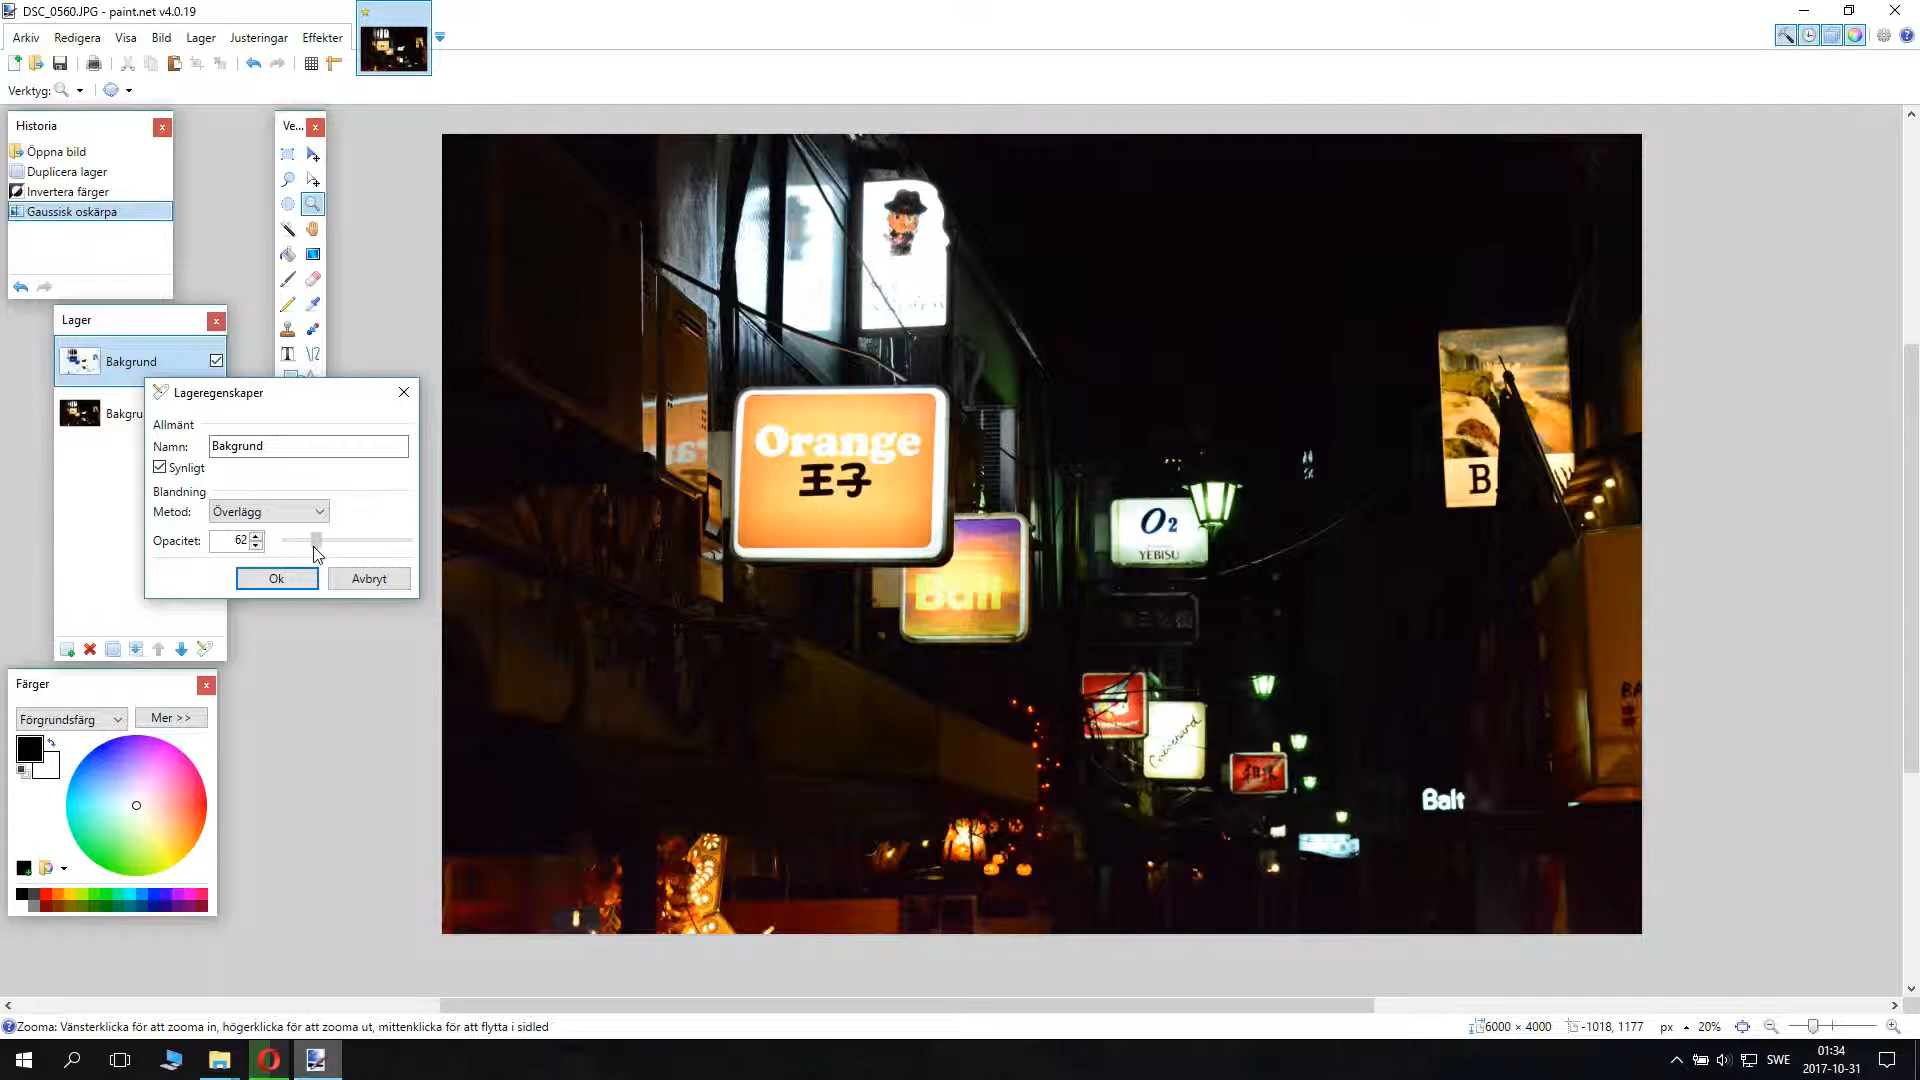 DSC_0560.JPG - paint.net v4.0.19
Arkiv Redigera Visa Bild Lager Justeringar Effekter
Verktyg:
Historia
Öppna bild
Duplicera lager
Invertera färger
Gaussisk oskärpa
Ve...
Lager
Bakgrund
Bakgru
Lageregenskaper
Allmänt
Namn: Bakgrund
Synligt
Blandning
Metod: Överlägg
Opacitet: 62
Ok Avbryt
Färger
Förgrundsfärg Mer >>
Orange
王子
Bali
O2
YEBISU
B
Balt
Zooma: Vänsterklicka för att zooma in, högerklicka för att zooma ut, mittenklicka för att flytta i sidled
6000 × 4000 -1018, 1177 px 20%
SWE
01:34
2017-10-31